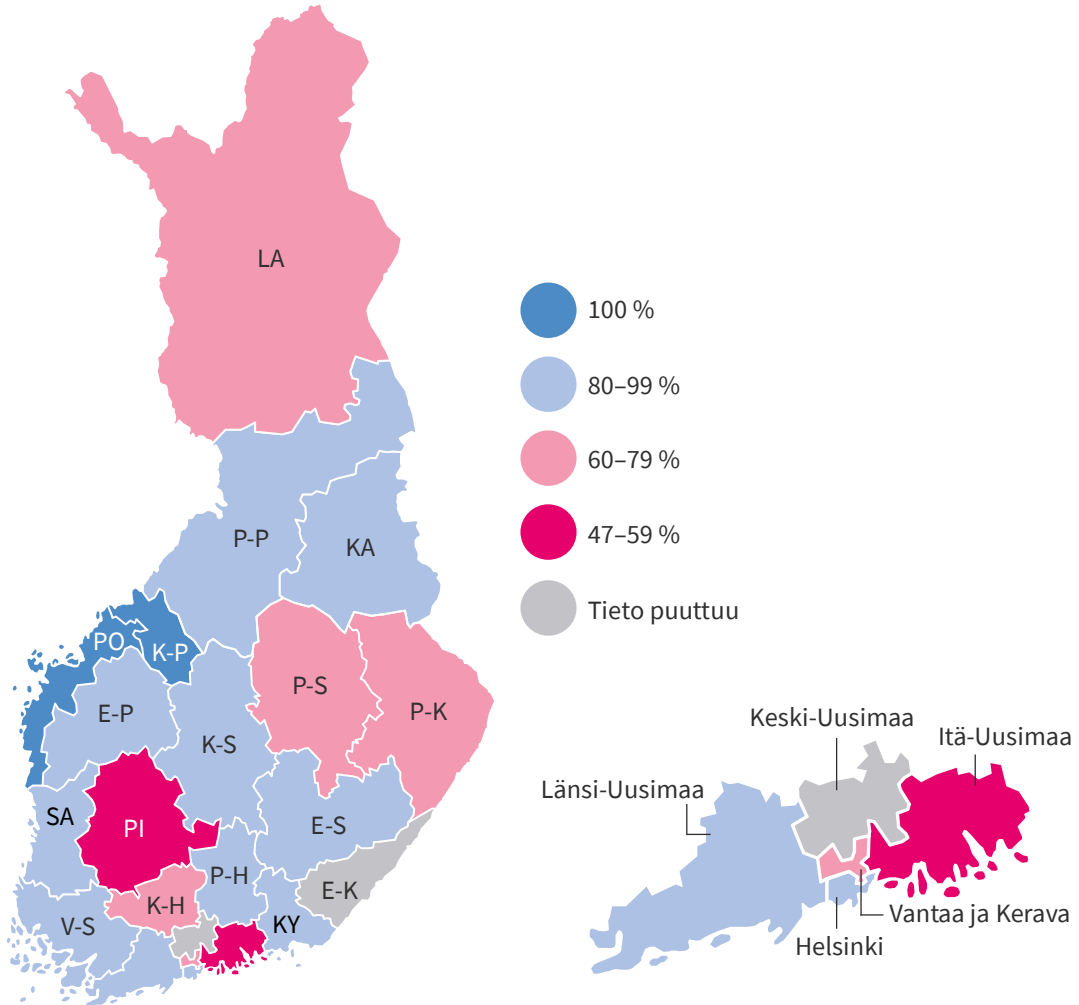 LA
P-P
KA
PO
K-P
E-P
K-S
P-S
P-K
SA
PI
E-S
P-H
E-K
K-H
V-S
KY
100 %
80–99 %
60–79 %
47–59 %
Tieto puuttuu
Keski-Uusimaa
Itä-Uusimaa
Länsi-Uusimaa
Vantaa ja Kerava
Helsinki